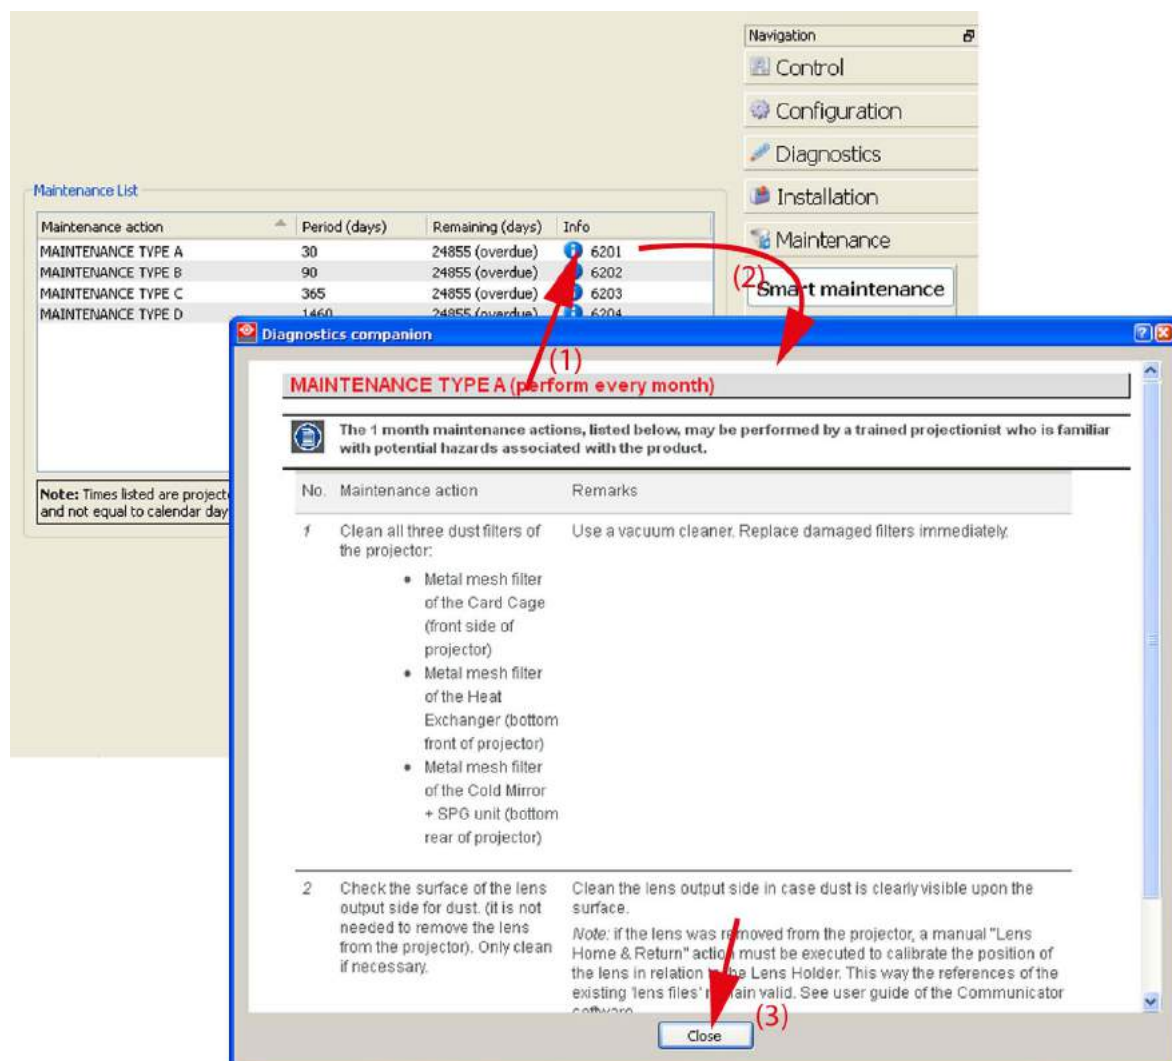 Navigation
Control
Configuration
Diagnostics
Installation
Maintenance
Smart maintenance
Maintenance List
Maintenance action Period (days) Remaining (days) Info
MAINTENANCE TYPE A 30 24855 (overdue) 6201
MAINTENANCE TYPE B 90 24855 (overdue) 6202
MAINTENANCE TYPE C 365 24855 (overdue) 6203
MAINTENANCE TYPE D 1460 24855 (overdue) 6204
Note: Times listed are
and not equal to calendar
(1)
(2)
Diagnostics companion
MAINTENANCE TYPE A (perform every month)
The 1 month maintenance actions, listed below, may be performed by a trained projectionist who is familiar
with potential hazards associated with the product.
No. Maintenance action Remarks
1 Clean all three dust filters of Use a vacuum cleaner. Replace damaged filters immediately.
the projector:
• Metal mesh filter
of the Card Cage
(front side of
projector)
• Metal mesh filter
of the Heat
Exchanger (bottom
front of projector)
• Metal mesh filter
of the Cold Mirror
+ SPG unit (bottom
rear of projector)
2 Check the surface of the lens Clean the lens output side in case dust is clearly visible upon the
output side for dust. (it is not surface.
needed to remove the lens Note: if the lens was removed from the projector, a manual "Lens
from the projector). Only clean Home & Return" action must be executed to calibrate the position of
if necessary. the lens in relation to the Lens Holder. This way the references of the
existing 'lens files' remain valid. See user guide of the Communicator
software.
(3)
Close